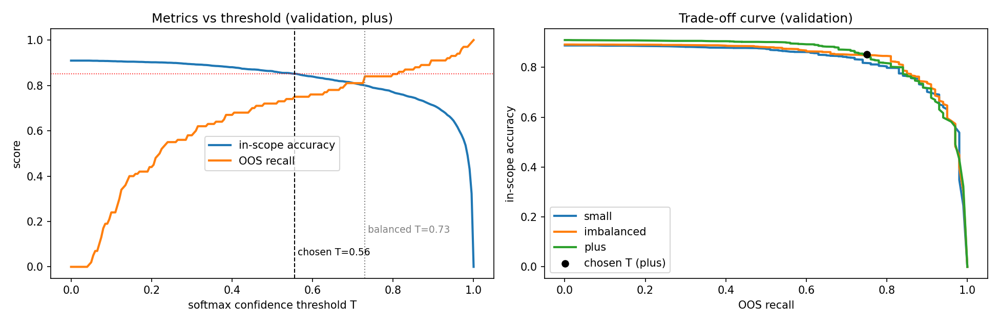 Metrics vs threshold (validation, plus)
score
1.0
0.8
0.6
0.4
0.2
0.0
in-scope accuracy
OOS recall
balanced T=0.73
chosen T=0.56
0.0 0.2 0.4 0.6 0.8 1.0
softmax confidence threshold T
Trade-off curve (validation)
in-scope accuracy
0.8
0.6
0.4
0.2
0.0
small
imbalanced
plus
chosen T (plus)
0.0 0.2 0.4 0.6 0.8 1.0
OOS recall